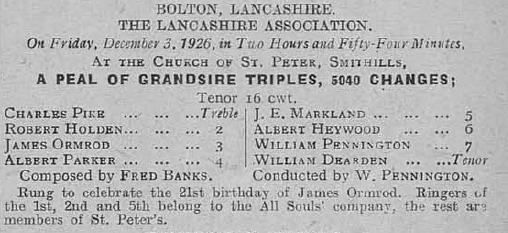 BOLTON, LANCASHIRE.
THE LANCASHIRE ASSOCIATION.
On Friday, December 3, 1926, in Two Hours and Fifty-Four Minutes,
AT THE CHURCH OF ST. PETER, SMITHILLS,
A PEAL OF GRANDSIRE TRIPLES, 5040 CHANGES;
Tenor 16 cwt.
CHARLES PIKE ... ... ...Treble
ROBERT HOLDEN... ... ... 2
JAMES ORMROD ... ... ... 3
ALBERT PARKER ... ... ... 4
J. E. MARKLAND ... ... ... 5
ALBERT HEYWOOD ... ... 6
WILLIAM PENNINGTON ... 7
WILLIAM DEARDEN ... ...Tenor
Composed by FRED BANKS. Conducted by W. PENNINGTON.
Rung to celebrate the 21st birthday of James Ormrod. Ringers of
the 1st, 2nd and 5th belong to the All Souls' company, the rest are
members of St. Peter's.